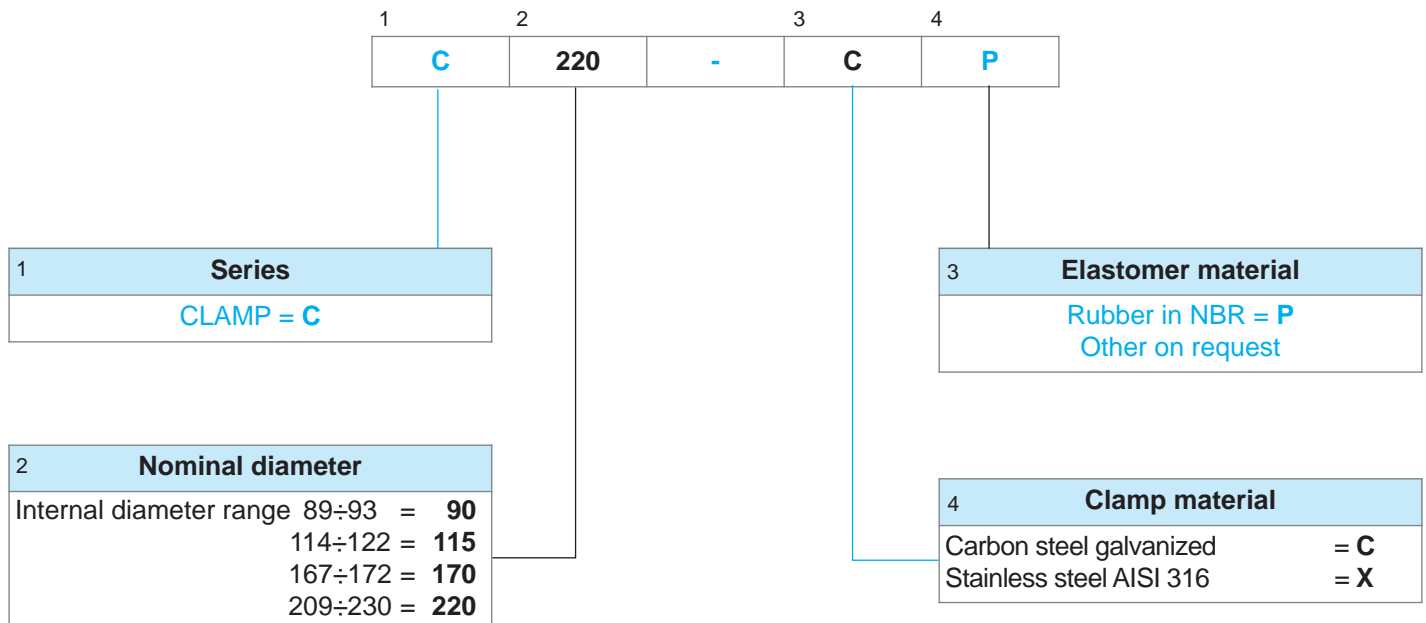 1 2 3 4
C 220 - C P
1 Series
CLAMP = C
3 Elastomer material
Rubber in NBR = P
Other on request
2 Nominal diameter
Internal diameter range 89÷93 = 90
114÷122 = 115
167÷172 = 170
209÷230 = 220
4 Clamp material
Carbon steel galvanized = C
Stainless steel AISI 316 = X